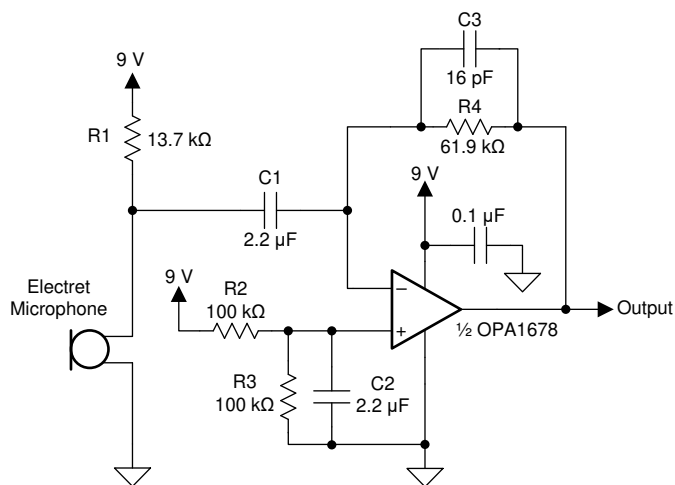 C3
16 pF
9 V
R4
61.9 kΩ
R1
13.7 kΩ
C1
2.2 µF
9 V
0.1 µF
Electret
Microphone
9 V
R2
100 kΩ
−
+
Output
½ OPA1678
R3
100 kΩ
C2
2.2 µF